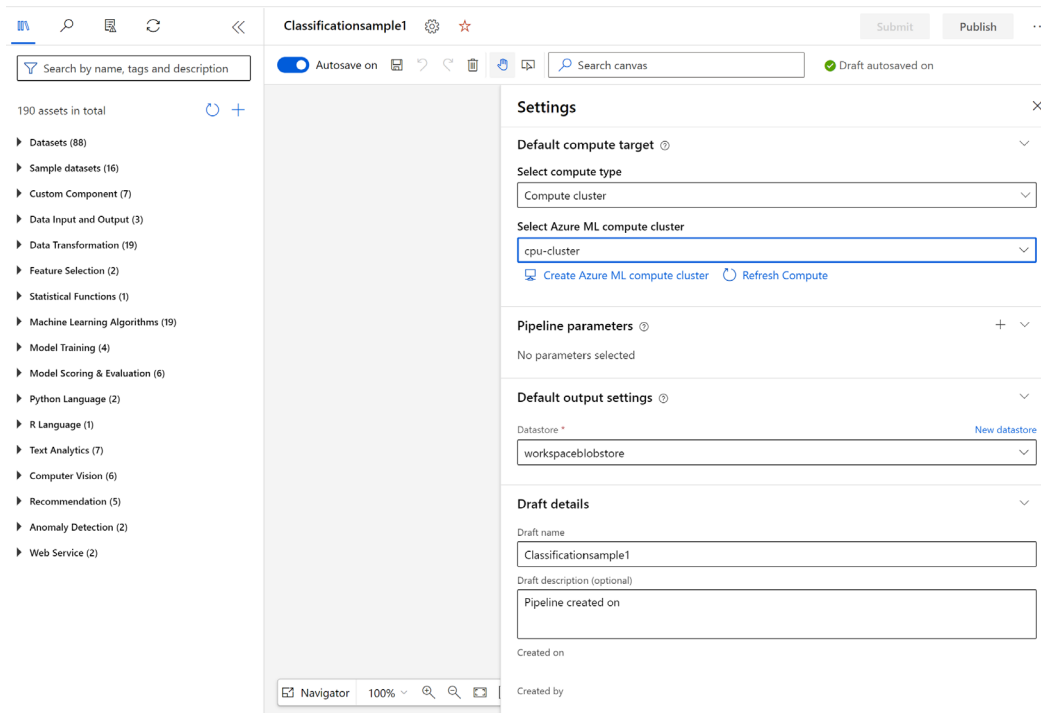 Classificationsample1
Submit
Publish
Search by name, tags and description
Autosave on
Search canvas
Draft autosaved on
190 assets in total
Datasets (88)
Sample datasets (16)
Custom Component (7)
Data Input and Output (3)
Data Transformation (19)
Feature Selection (2)
Statistical Functions (1)
Machine Learning Algorithms (19)
Model Training (4)
Model Scoring & Evaluation (6)
Python Language (2)
R Language (1)
Text Analytics (7)
Computer Vision (6)
Recommendation (5)
Anomaly Detection (2)
Web Service (2)
Navigator
100%
Settings
Default compute target
Select compute type
Compute cluster
Select Azure ML compute cluster
cpu-cluster
Create Azure ML compute cluster Refresh Compute
Pipeline parameters
No parameters selected
Default output settings
Datastore *
New datastore
workspaceblobstore
Draft details
Draft name
Classificationsample1
Draft description (optional)
Pipeline created on
Created on
Created by